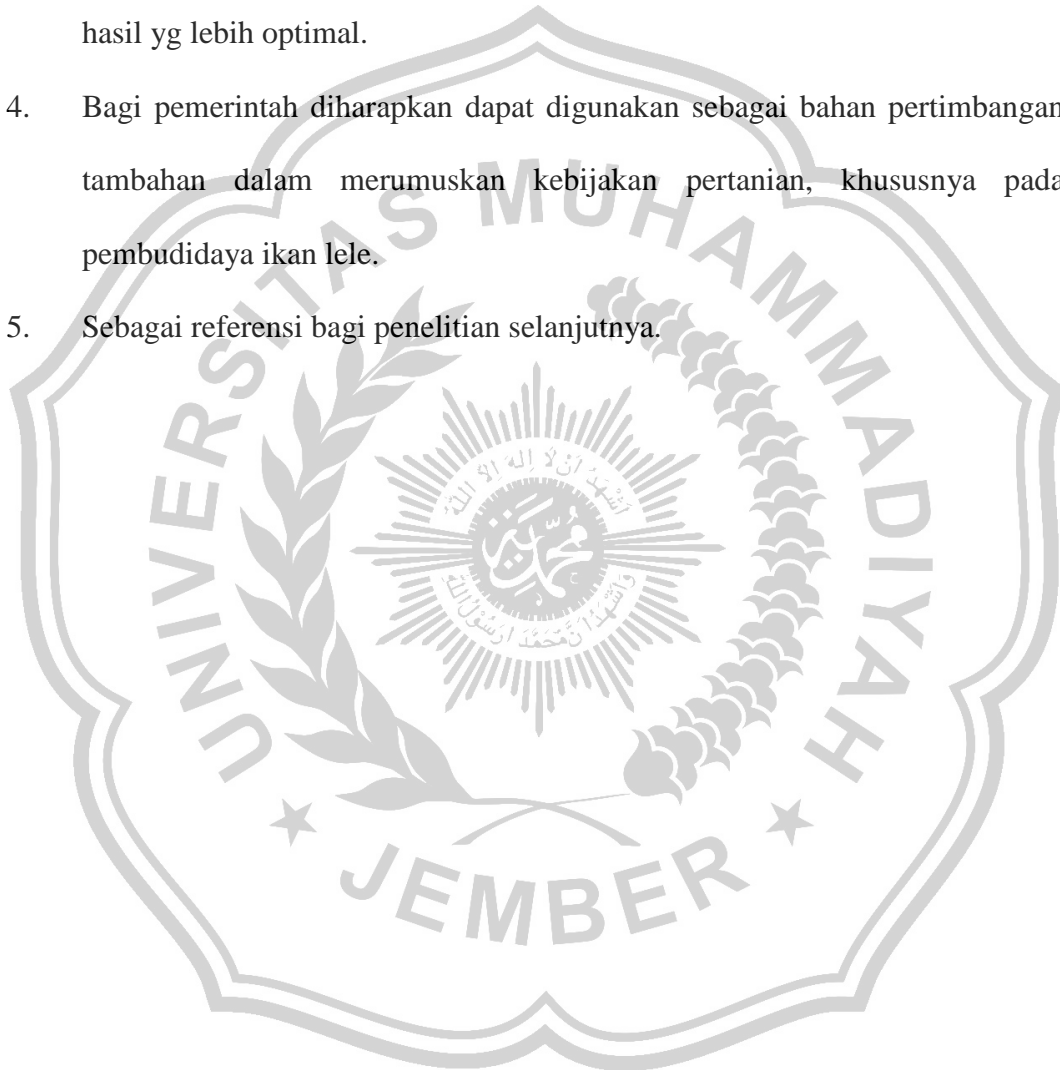 hasil yg lebih optimal.
4. Bagi pemerintah diharapkan dapat digunakan sebagai bahan pertimbangan
tambahan dalam merumuskan kebijakan pertanian, khususnya pada
pembudidaya ikan lele.
5. Sebagai referensi bagi penelitian selanjutnya.
UNIVERSITAS MUHAMMADIYAH
JEMBER